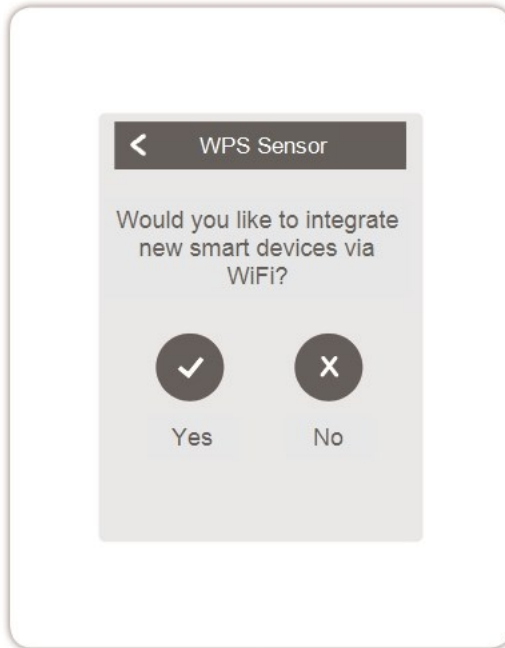 WPS Sensor
Would you like to integrate
new smart devices via
WiFi?
Yes
No